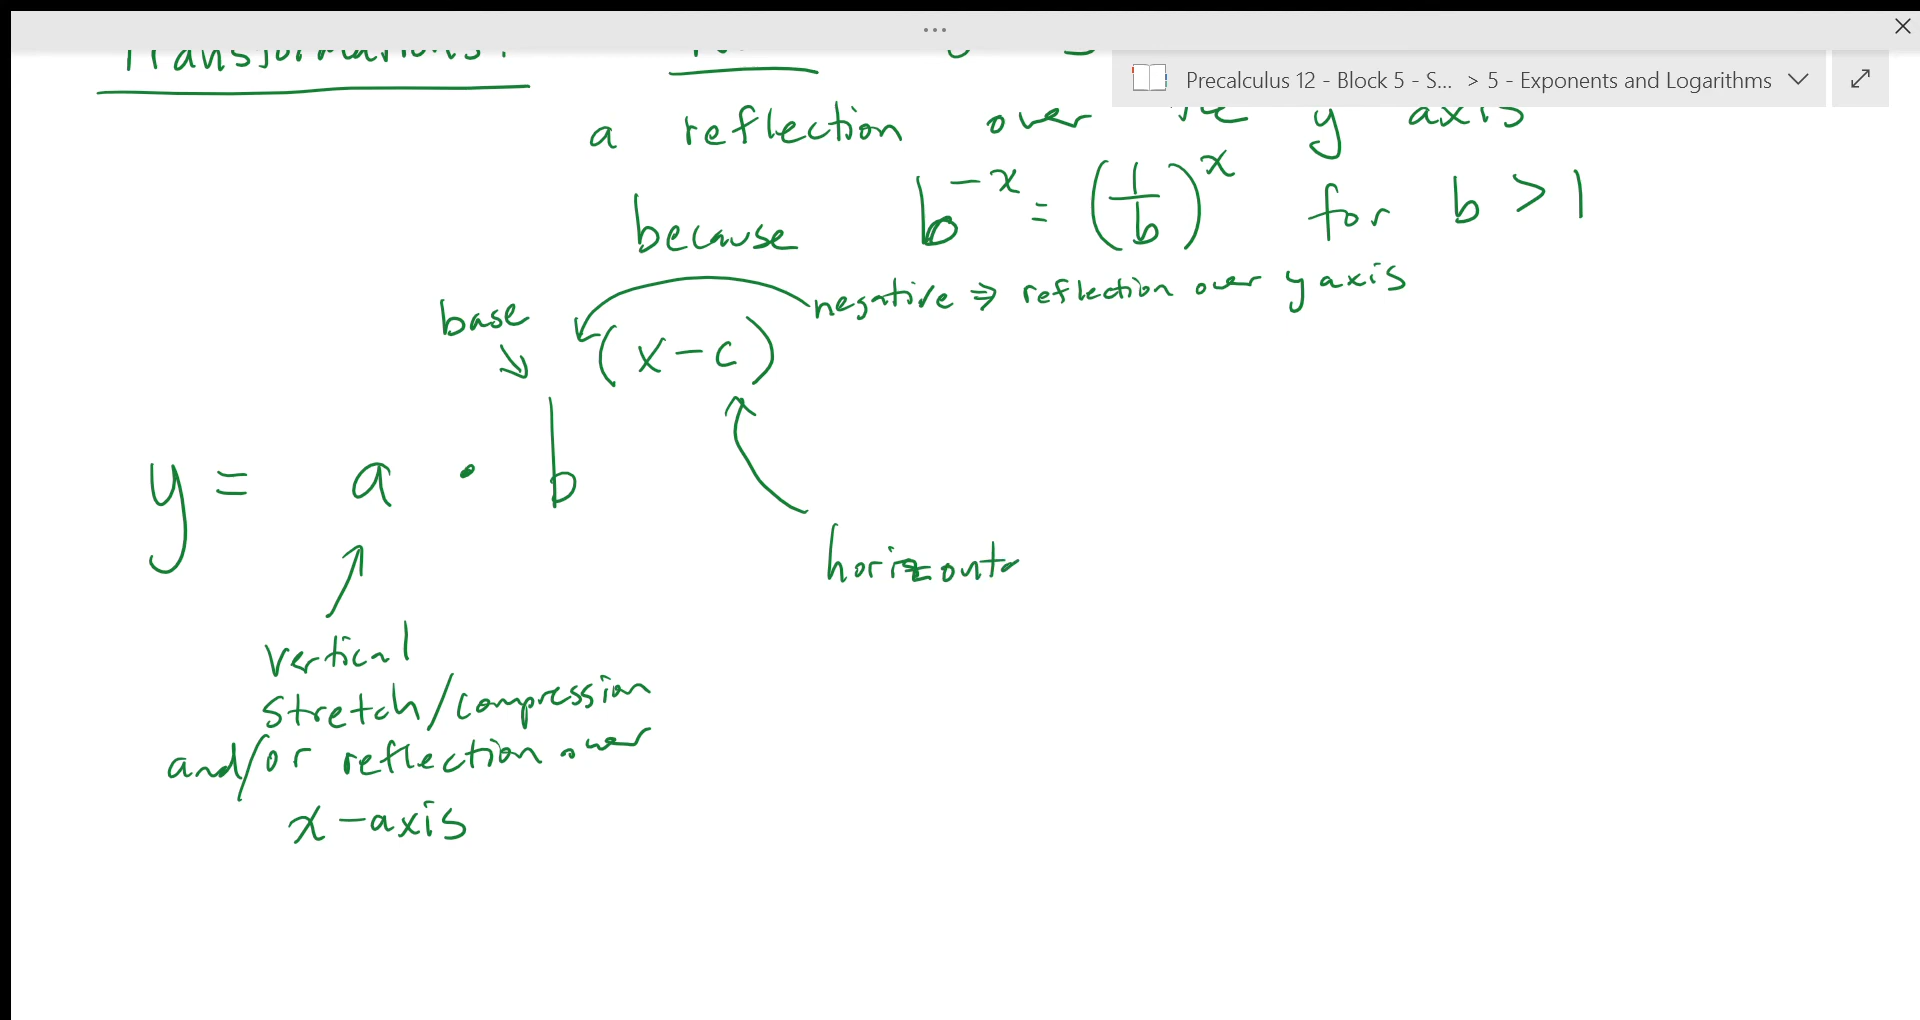 Transformations:
Precalculus 12 - Block 5 - S... > 5 - Exponents and Logarithms
a reflection over the y axis
because b^{-x} = (1/b)^x for b > 1
negative ⇒ reflection over y axis
base
(x-c)
y = a • b
horizonta
vertical
stretch/compression
and/or reflection over
x-axis